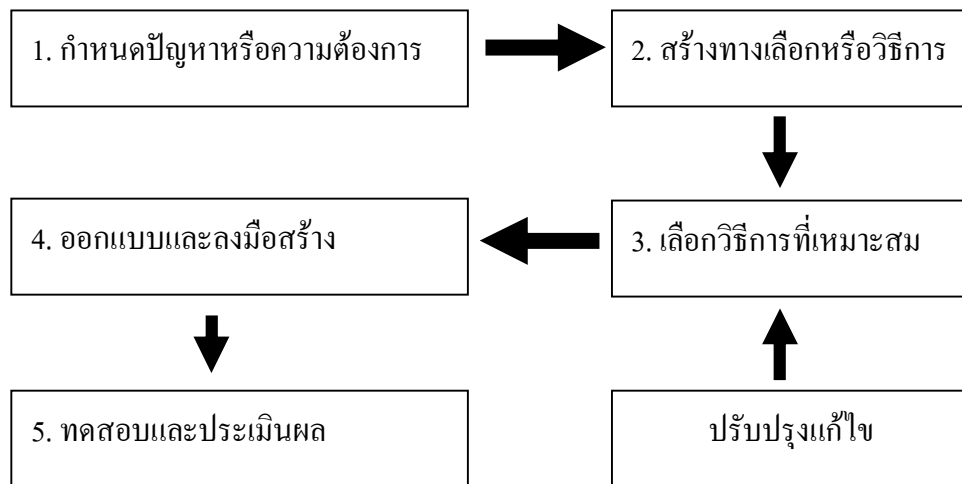 1. กำหนดปัญหาหรือความต้องการ
2. สร้างทางเลือกหรือวิธีการ
4. ออกแบบและลงมือสร้าง
3. เลือกวิธีการที่เหมาะสม
5. ทดสอบและประเมินผล
ปรับปรุงแก้ไข